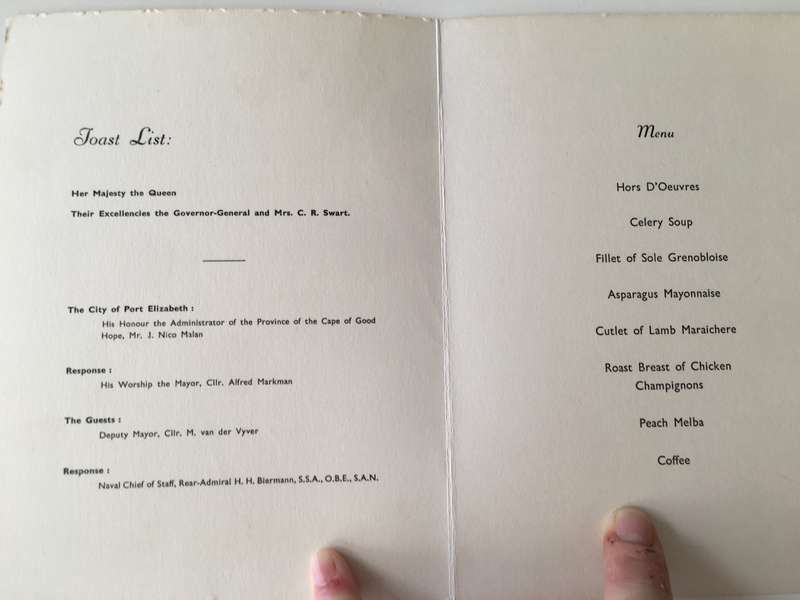 Toast List:
Her Majesty the Queen
Their Excellencies the Governor-General and Mrs. C. R. Swart.
The City of Port Elizabeth :
His Honour the Administrator of the Province of the Cape of Good
Hope, Mr. J. Nico Malan
Response :
His Worship the Mayor, Cllr. Alfred Markman
The Guests :
Deputy Mayor, Cllr. M. van der Vyver
Response :
Naval Chief of Staff, Rear-Admiral H. H. Biermann, S.S.A., O.B.E., S.A.N.
Menu
Hors D'Oeuvres
Celery Soup
Fillet of Sole Grenobloise
Asparagus Mayonnaise
Cutlet of Lamb Maraichere
Roast Breast of Chicken
Champignons
Peach Melba
Coffee